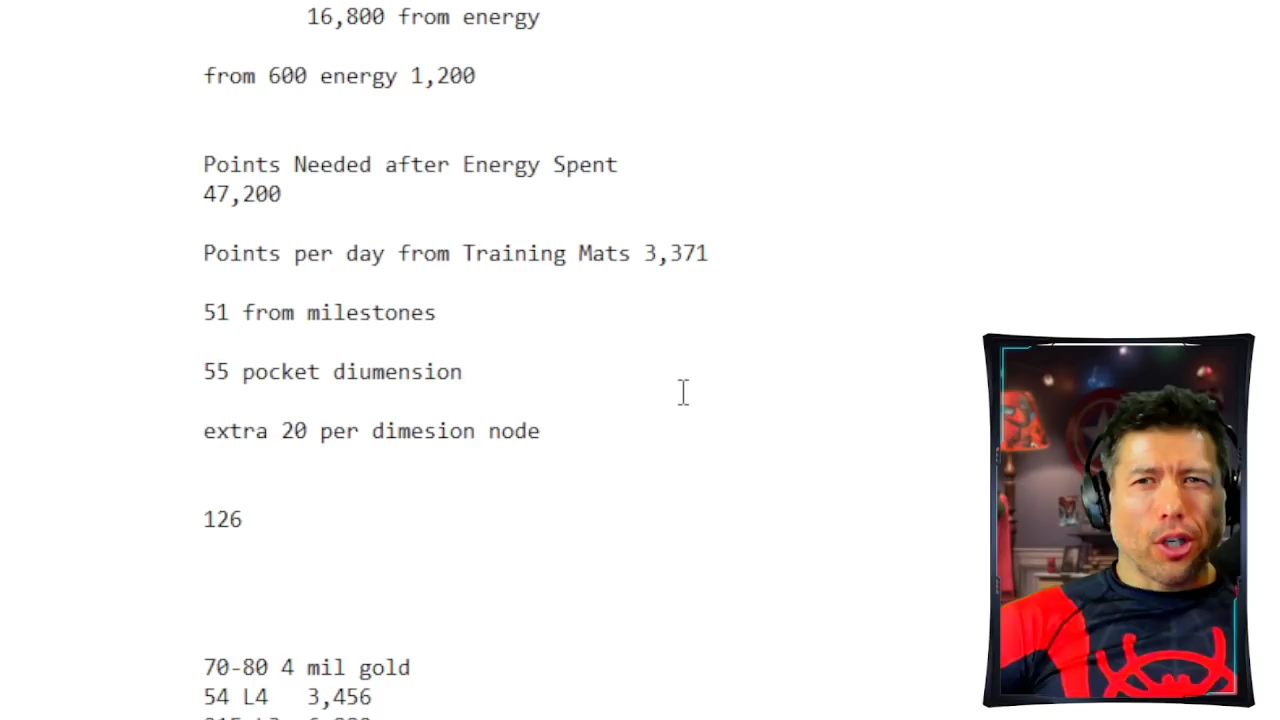 16,800 from energy
from 600 energy 1,200
Points Needed after Energy Spent
47,200
Points per day from Training Mats 3,371
51 from milestones
55 pocket diumension
extra 20 per dimesion node
126
70-80 4 mil gold
54 L4 3,456